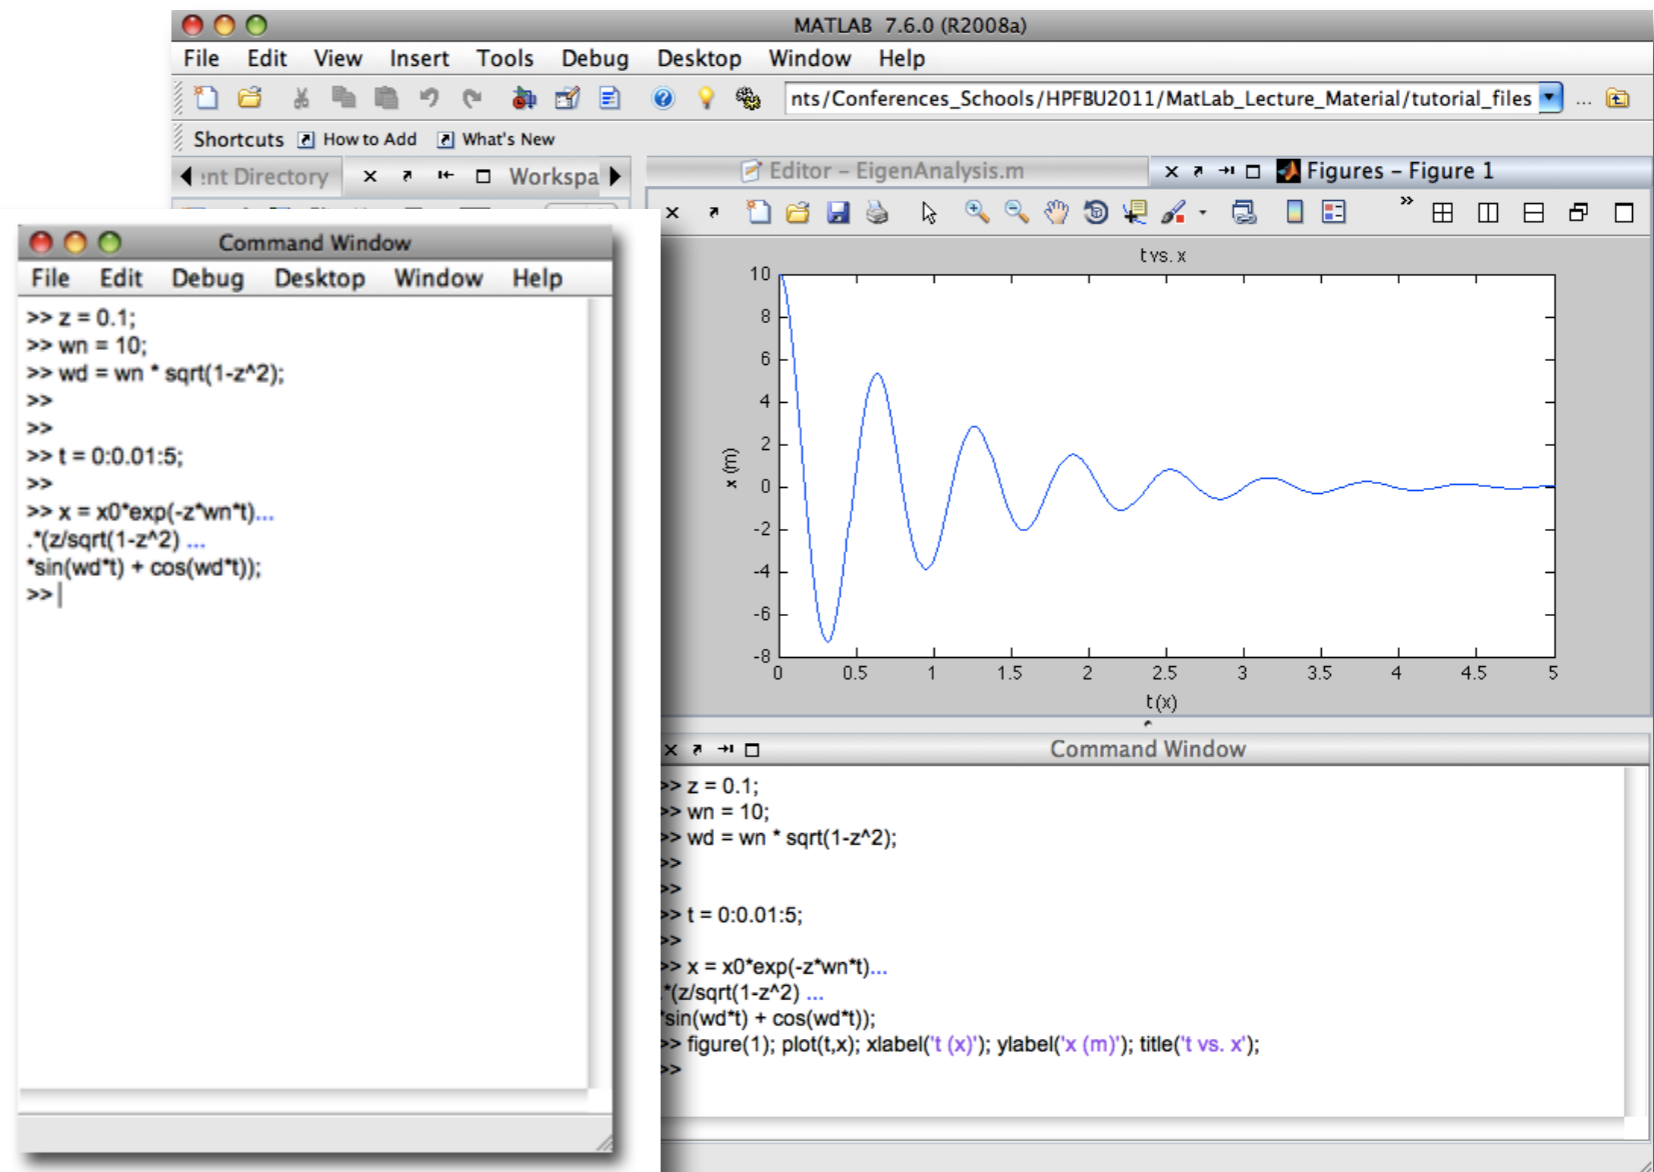 MATLAB 7.6.0 (R2008a)
File Edit View Insert Tools Debug Desktop Window Help
nts/Conferences_Schools/HPFBU2011/MatLab_Lecture_Material/tutorial_files
...
Shortcuts How to Add What's New
:nt Directory Workspa
Editor – EigenAnalysis.m
Figures – Figure 1
Command Window
File Edit Debug Desktop Window Help
>> z = 0.1;
>> wn = 10;
>> wd = wn * sqrt(1-z^2);
>>
>>
>> t = 0:0.01:5;
>>
>> x = x0*exp(-z*wn*t)...
.*(z/sqrt(1-z^2) ...
*sin(wd*t) + cos(wd*t));
>>
t vs. x
10
8
6
4
2
0
-2
-4
-6
-8
x (m)
0 0.5 1 1.5 2 2.5 3 3.5 4 4.5 5
t (x)
Command Window
>> z = 0.1;
>> wn = 10;
>> wd = wn * sqrt(1-z^2);
>>
>>
>> t = 0:0.01:5;
>>
>> x = x0*exp(-z*wn*t)...
.*(z/sqrt(1-z^2) ...
*sin(wd*t) + cos(wd*t));
>> figure(1); plot(t,x); xlabel('t (x)'); ylabel('x (m)'); title('t vs. x');
>>